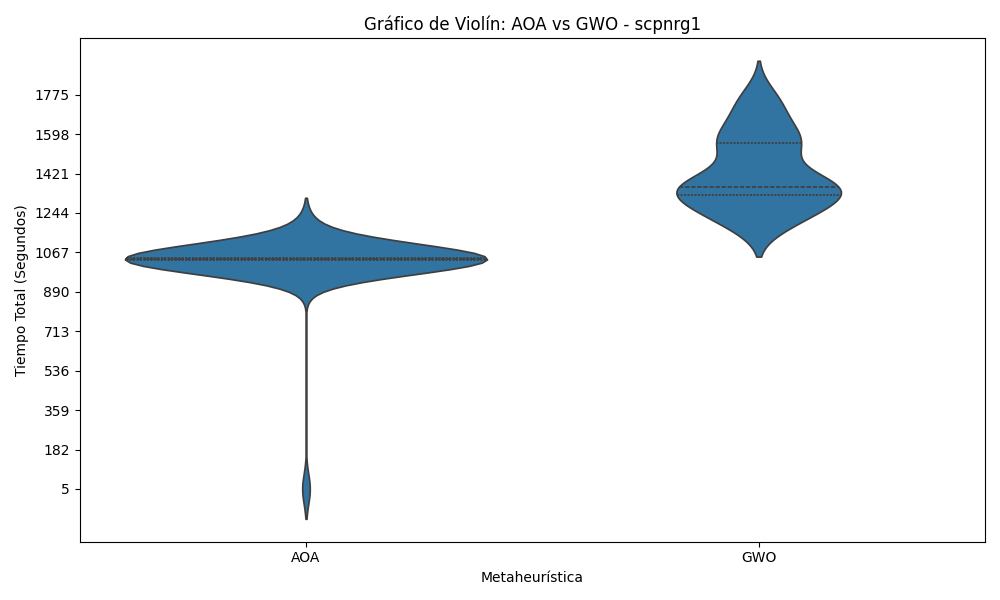 Gráfico de Violín: AOA vs GWO - scpnrg1
Tiempo Total (Segundos)
1775
1598
1421
1244
1067
890
713
536
359
182
5
AOA
GWO
Metaheurística